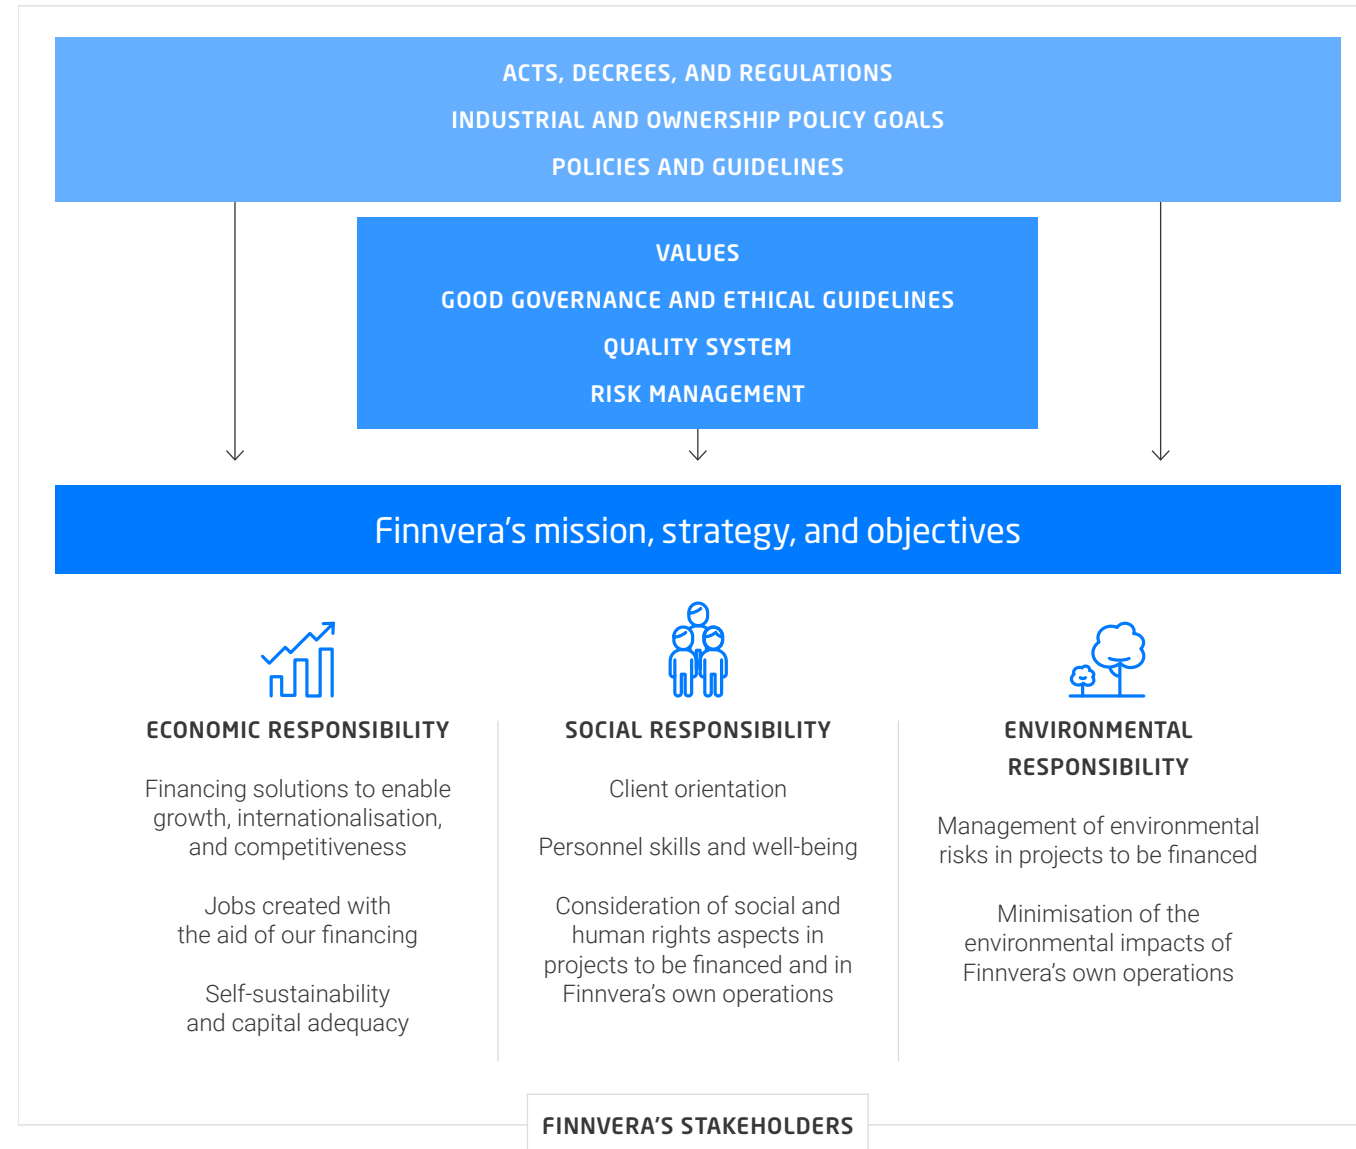 ACTS, DECREES, AND REGULATIONS
INDUSTRIAL AND OWNERSHIP POLICY GOALS
POLICIES AND GUIDELINES
VALUES
GOOD GOVERNANCE AND ETHICAL GUIDELINES
QUALITY SYSTEM
RISK MANAGEMENT
Finnvera’s mission, strategy, and objectives
ECONOMIC RESPONSIBILITY
Financing solutions to enable
growth, internationalisation,
and competitiveness
Jobs created with
the aid of our financing
Self-sustainability
and capital adequacy
SOCIAL RESPONSIBILITY
Client orientation
Personnel skills and well-being
Consideration of social and
human rights aspects in
projects to be financed and in
Finnvera’s own operations
ENVIRONMENTAL
RESPONSIBILITY
Management of environmental
risks in projects to be financed
Minimisation of the
environmental impacts of
Finnvera’s own operations
FINNVERA’S STAKEHOLDERS